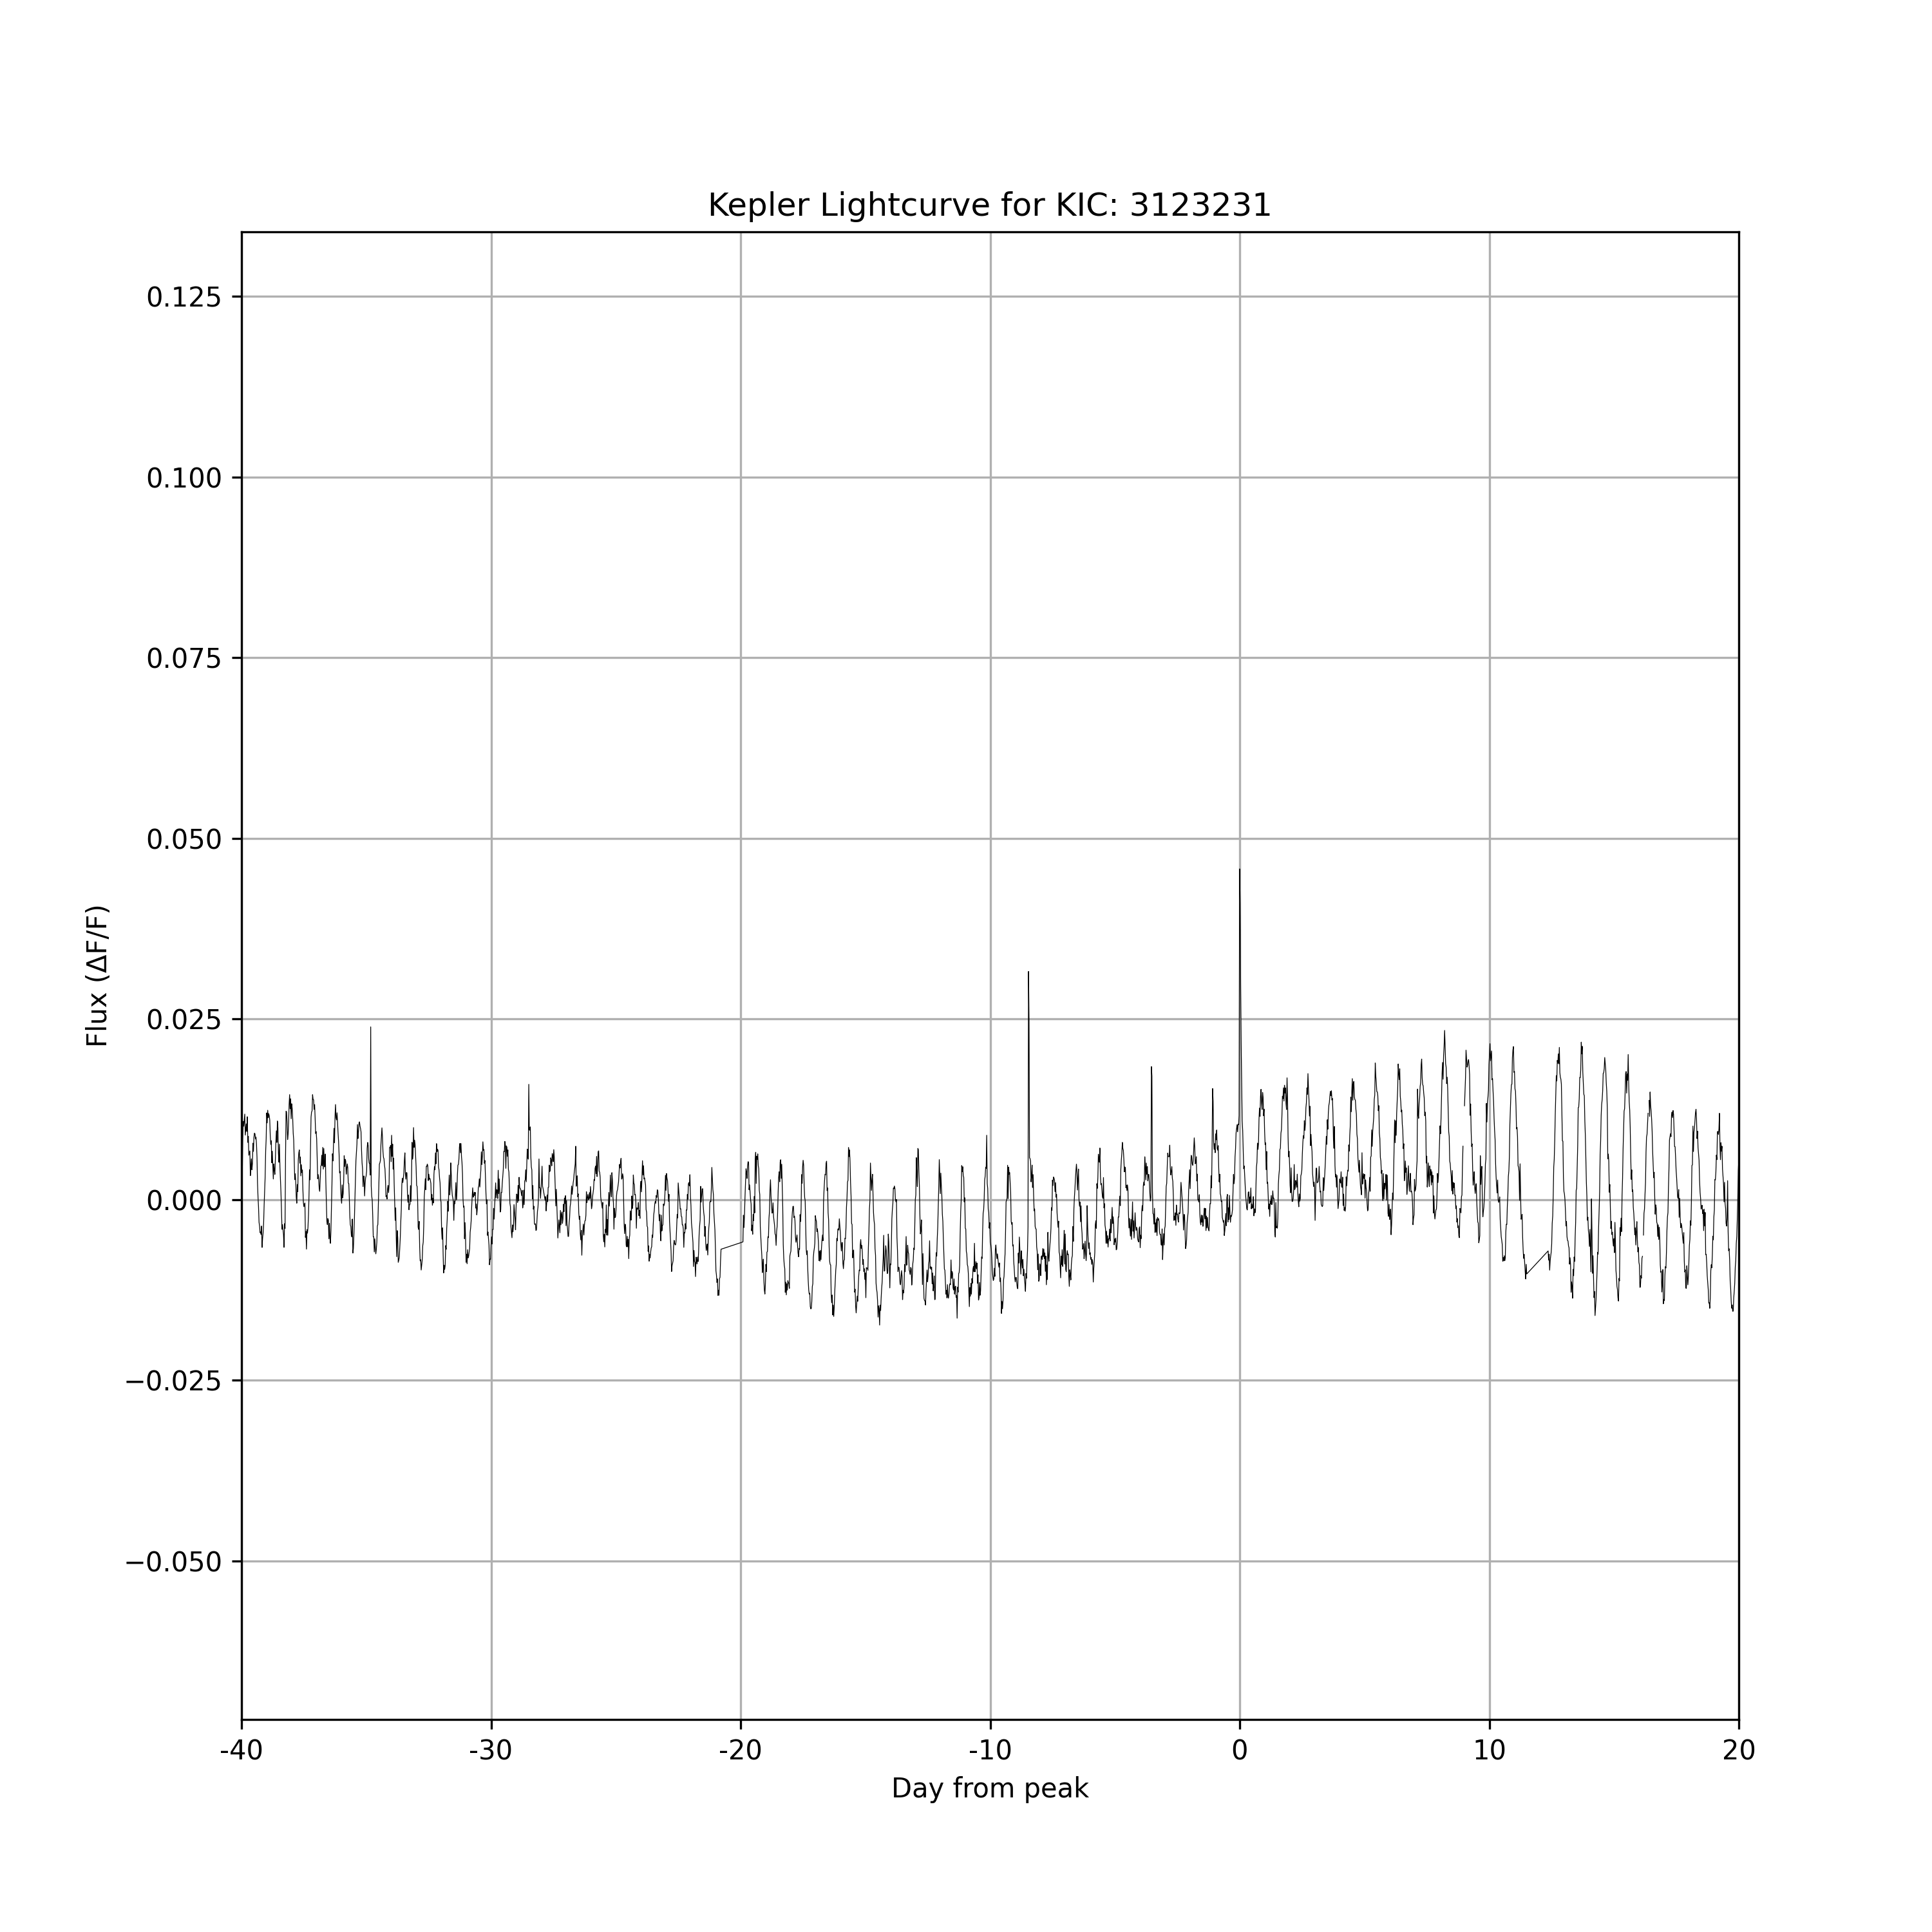 Kepler Lightcurve for KIC: 3123231
0.125
0.100
0.075
0.050
0.025
0.000
−0.025
−0.050
Flux (ΔF/F)
-40 -30 -20 -10 0 10 20
Day from peak